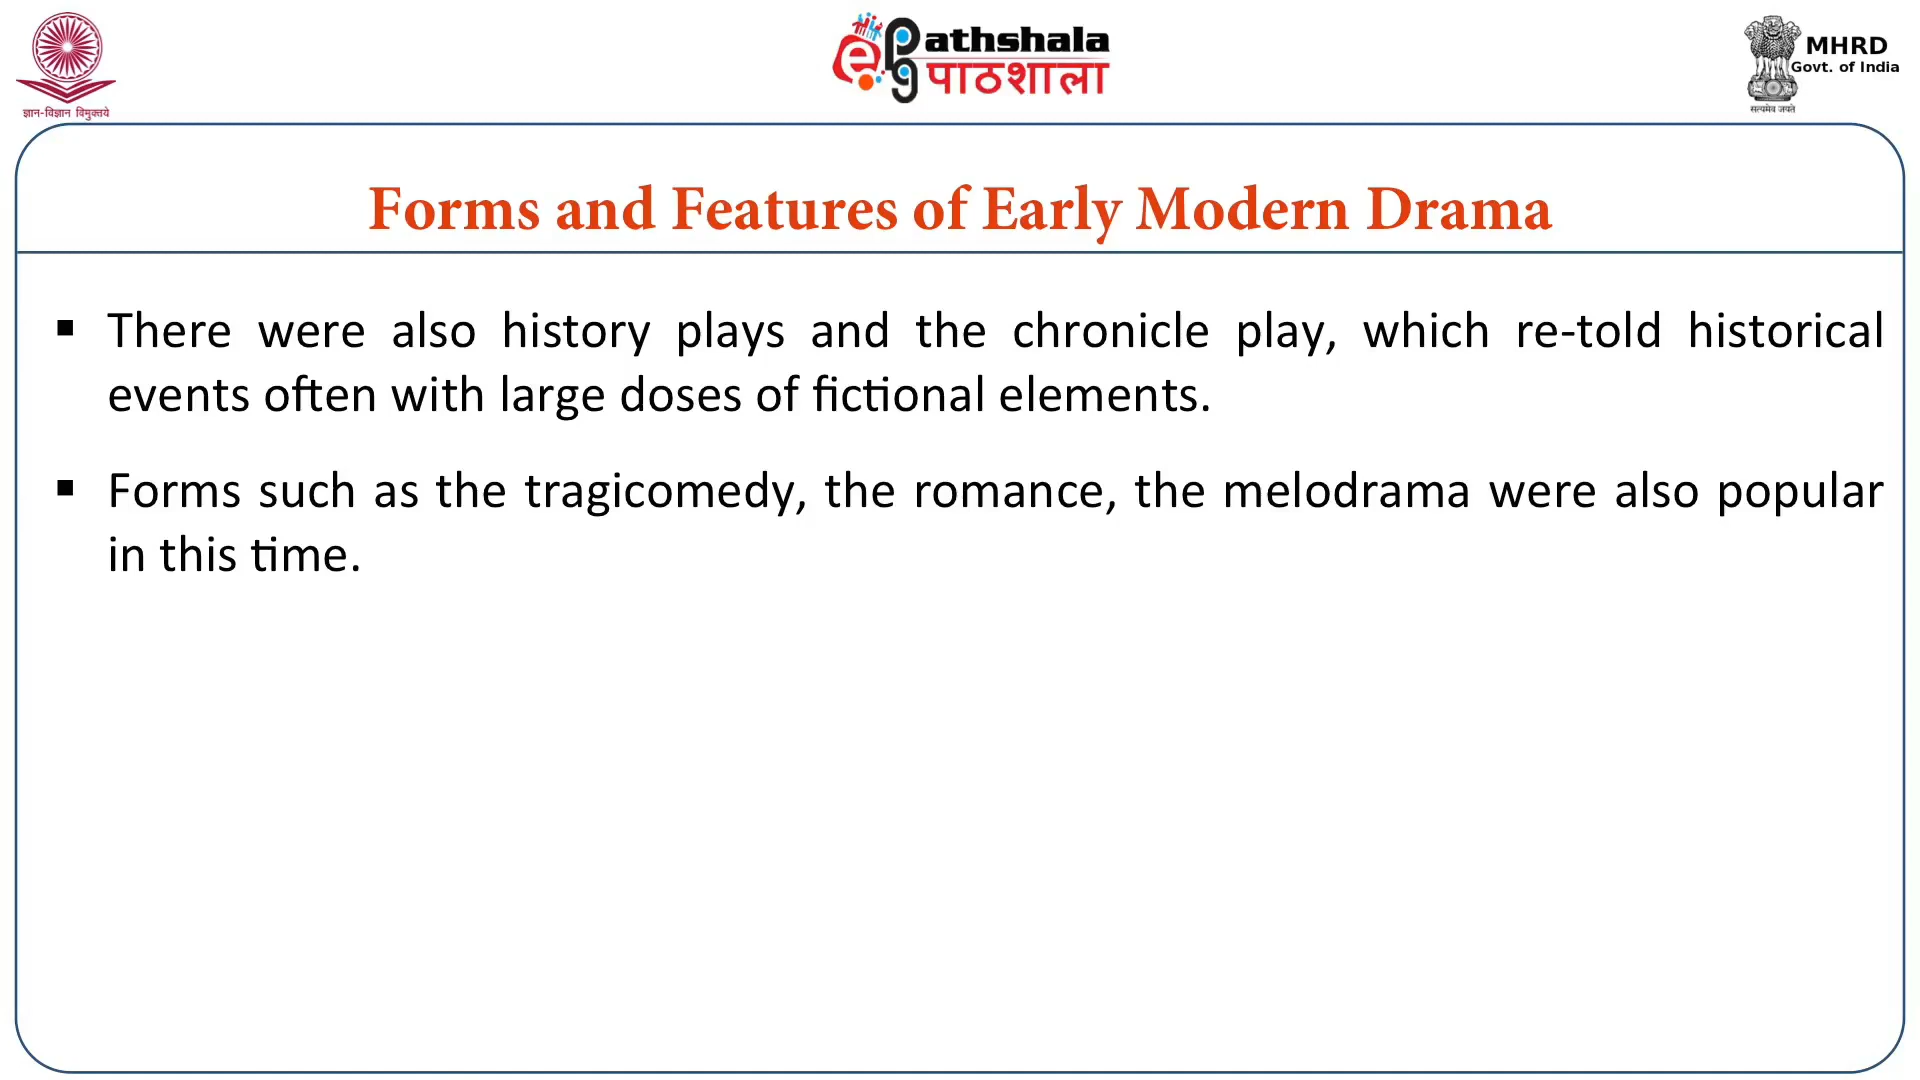 ज्ञान-विज्ञान विमुक्तये
e
Pathshala
पाठशाला
pg
MHRD
Govt. of India
सत्यमेव जयते
Forms and Features of Early Modern Drama
▪ There were also history plays and the chronicle play, which re-told historical
events often with large doses of fictional elements.
▪ Forms such as the tragicomedy, the romance, the melodrama were also popular
in this time.